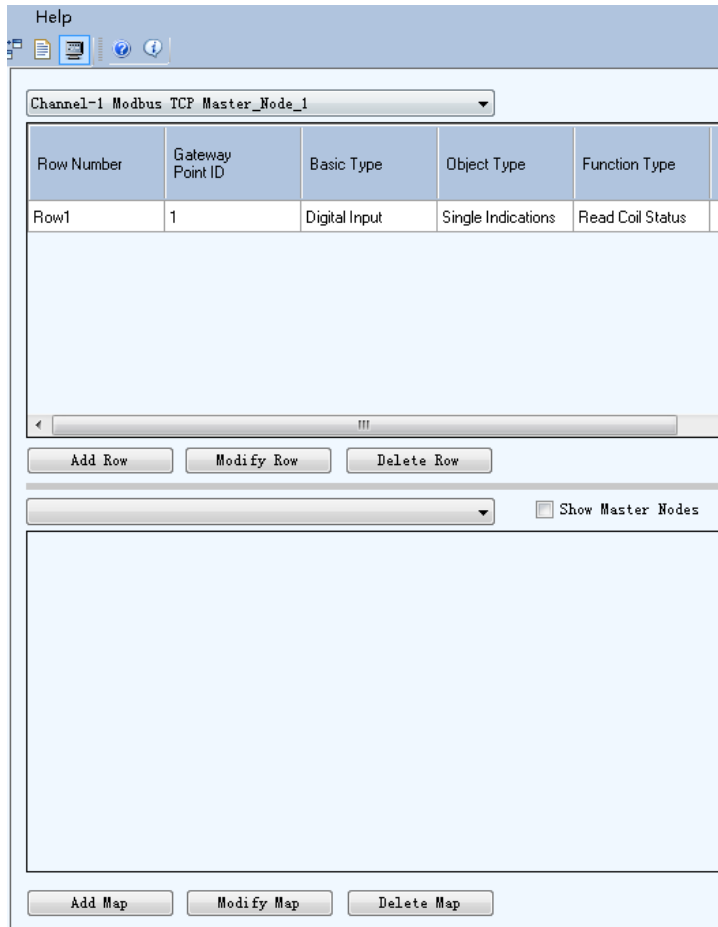 Help
Channel-1 Modbus TCP Master_Node_1
Row Number Gateway Point ID Basic Type Object Type Function Type
Row1 1 Digital Input Single Indications Read Coil Status
Add Row Modify Row Delete Row
Show Master Nodes
Add Map Modify Map Delete Map